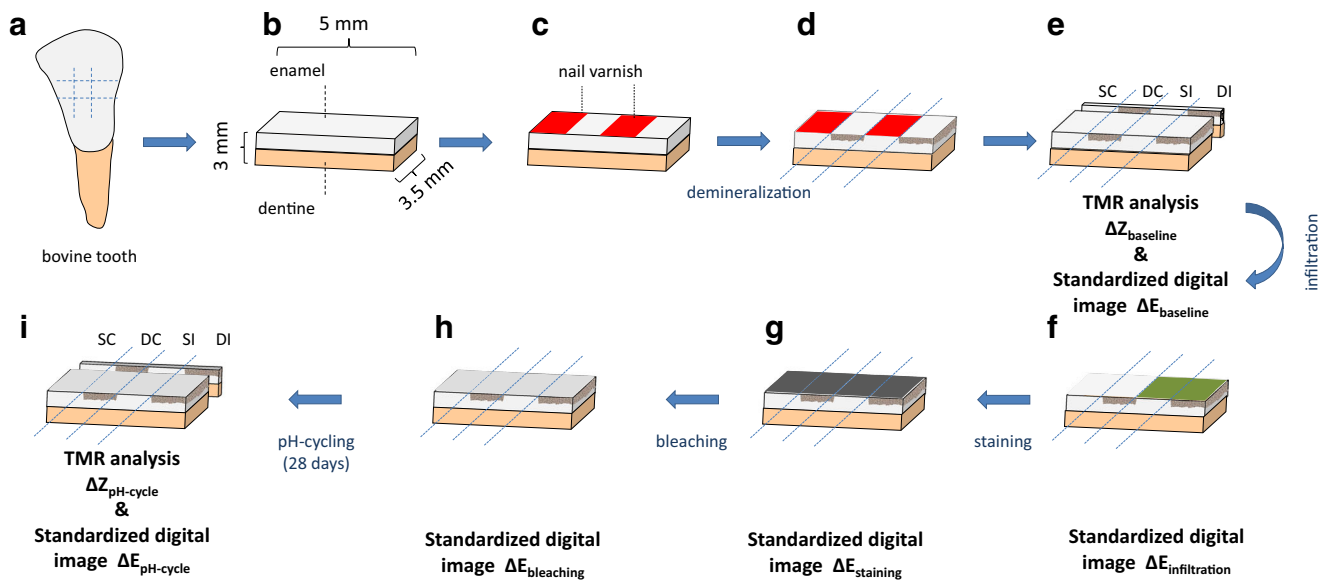 a
bovine tooth
b
5 mm
enamel
3 mm
3.5 mm
dentine
c
nail varnish
d
demineralization
e
SC DC SI DI
TMR analysis
ΔZbaseline
&
Standardized digital
image ΔEbaseline
infiltration
f
Standardized digital
image ΔEinfiltration
staining
g
Standardized digital
image ΔEstaining
bleaching
h
Standardized digital
image ΔEbleaching
pH-cycling
(28 days)
i
SC DC SI DI
TMR analysis
ΔZpH-cycle
&
Standardized digital
image ΔEpH-cycle